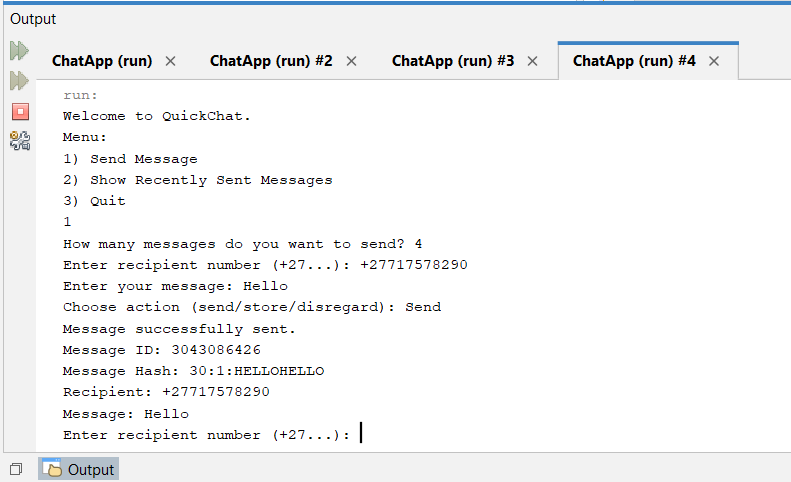 Output
ChatApp (run) × ChatApp (run) #2 × ChatApp (run) #3 × ChatApp (run) #4 ×
run:
Welcome to QuickChat.
Menu:
1) Send Message
2) Show Recently Sent Messages
3) Quit
1
How many messages do you want to send? 4
Enter recipient number (+27...): +27717578290
Enter your message: Hello
Choose action (send/store/disregard): Send
Message successfully sent.
Message ID: 3043086426
Message Hash: 30:1:HELLOHELLO
Recipient: +27717578290
Message: Hello
Enter recipient number (+27...):
Output